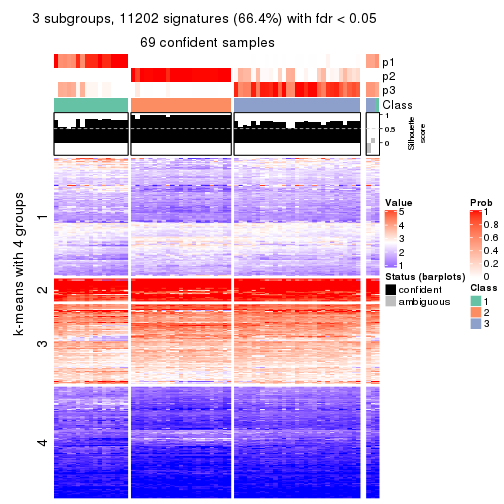 3 subgroups, 11202 signatures (66.4%) with fdr < 0.05
69 confident samples
p1
p2
p3
Class
1
0.5
0
Silhouette
score
k-means with 4 groups
1
2
3
4
Value
5
4
3
2
1
Status (barplots)
confident
ambiguous
Prob
1
0.8
0.6
0.4
0.2
0
Class
1
2
3